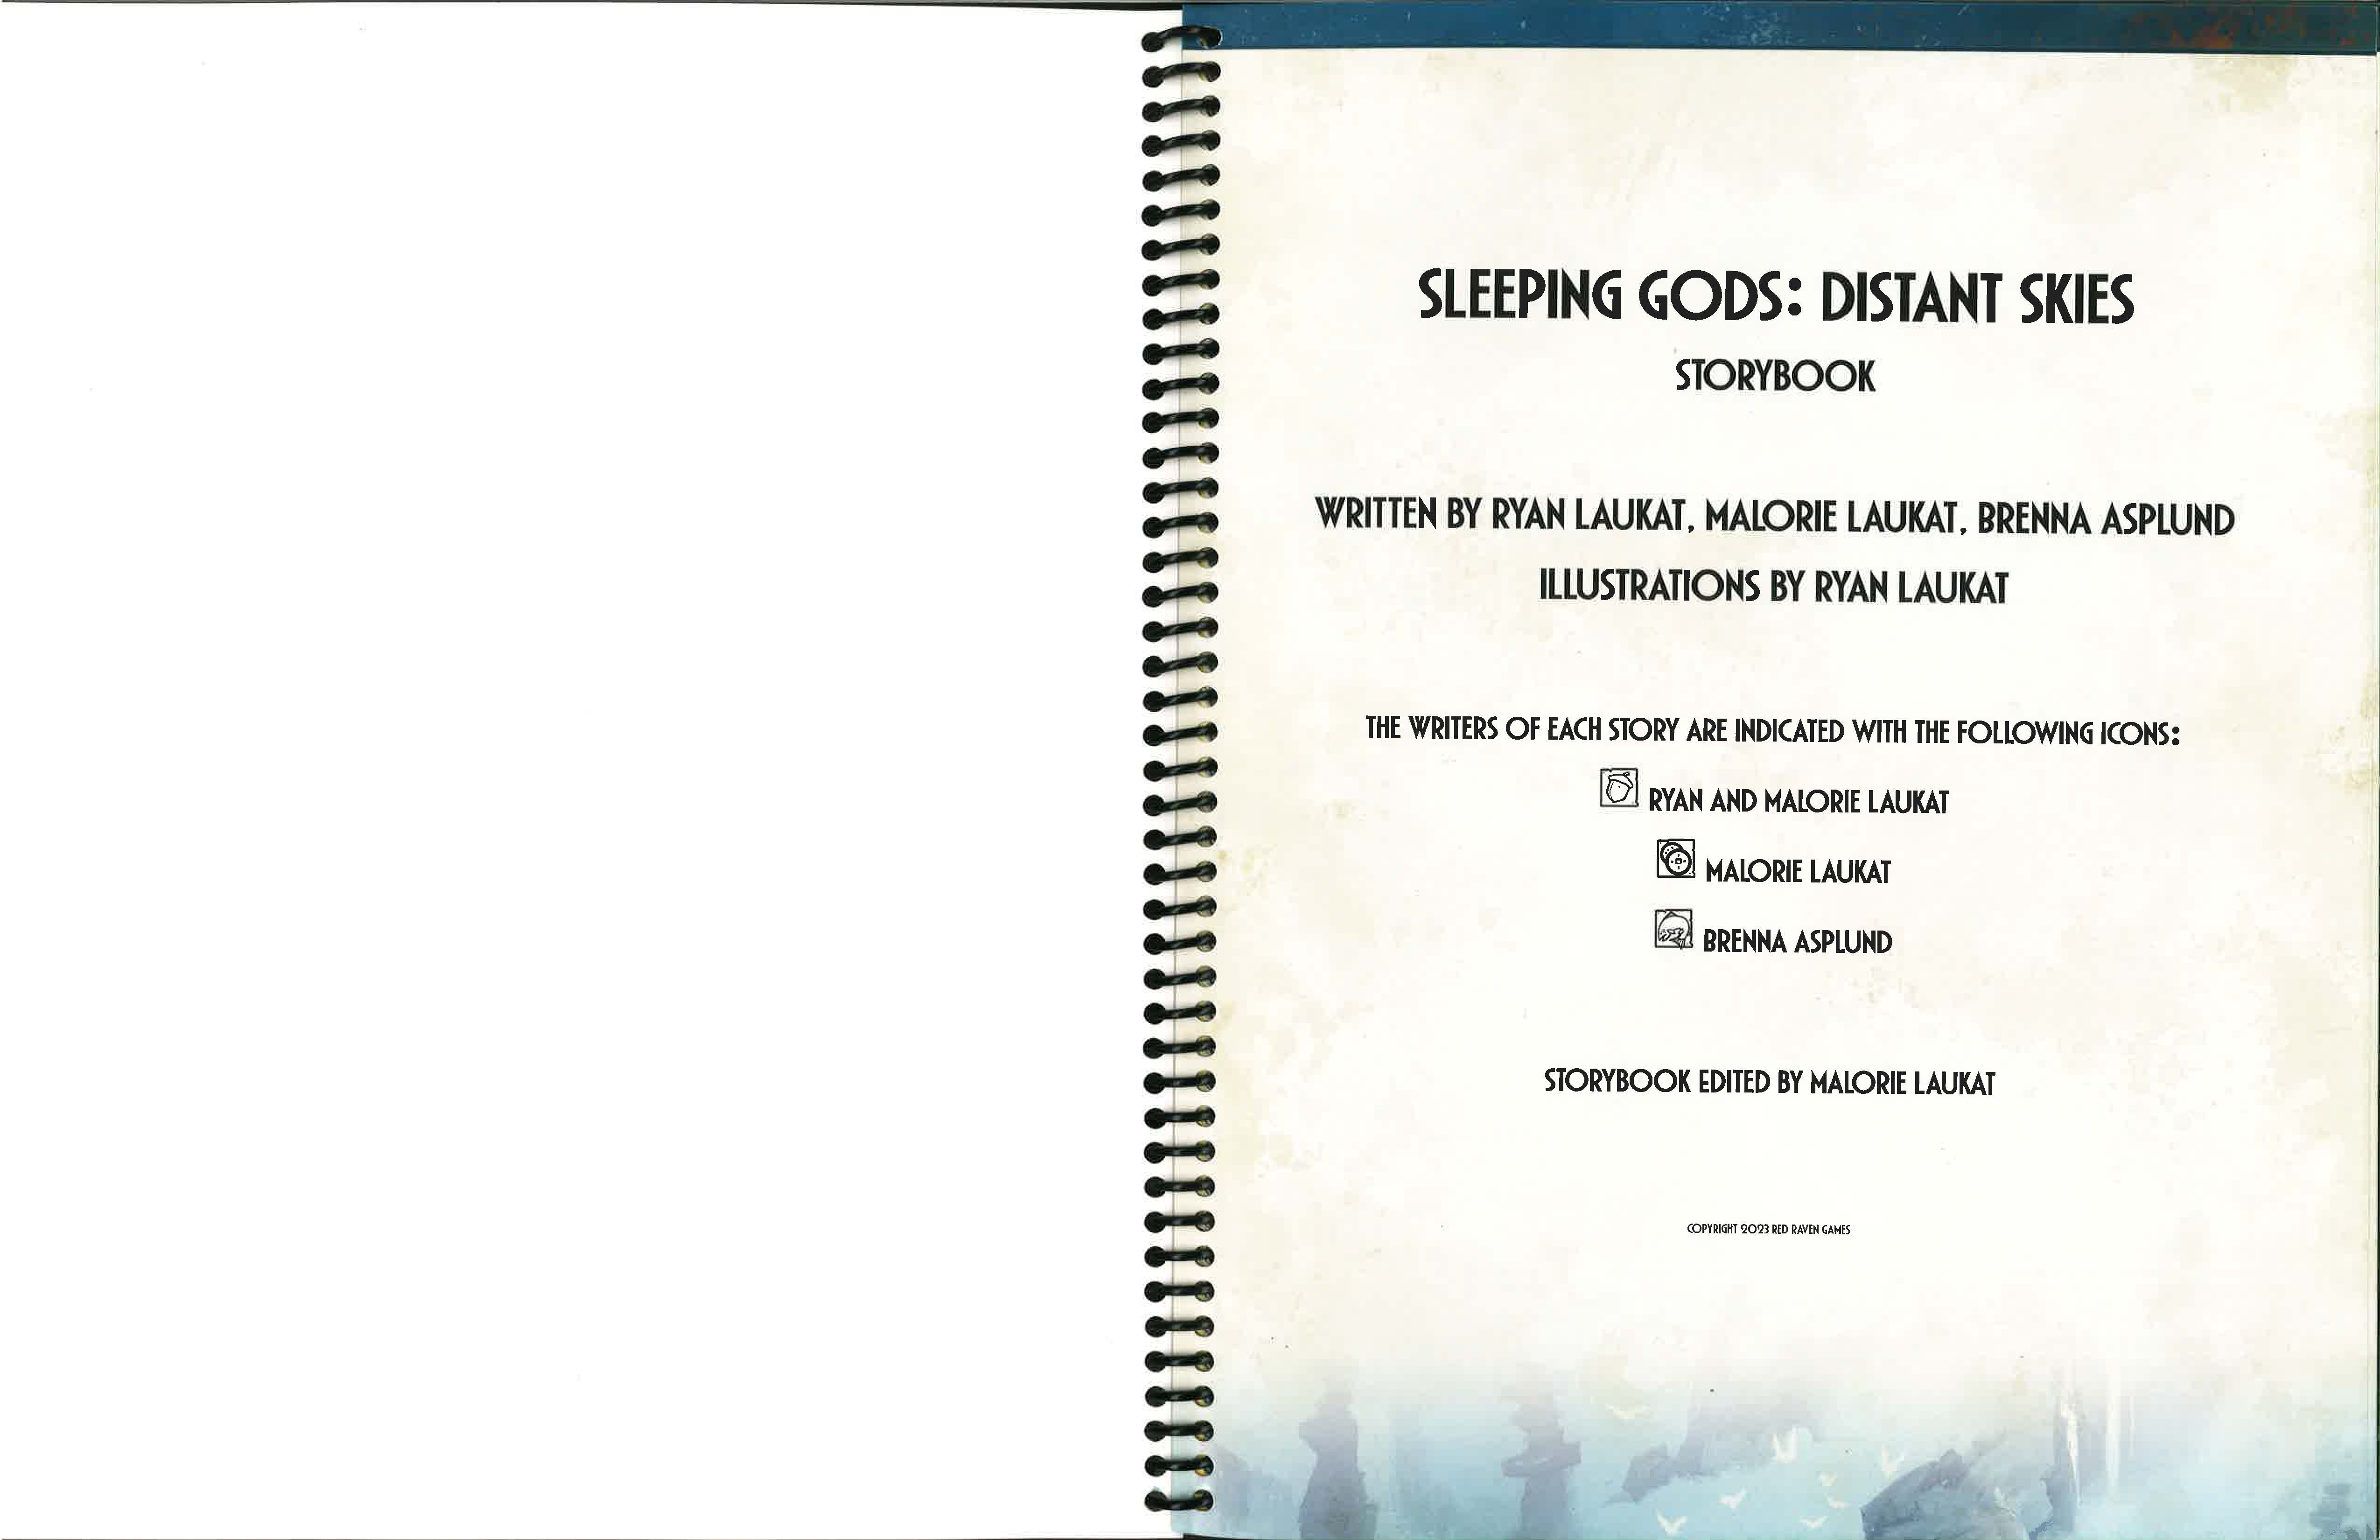 SLEEPING GODS: DISTANT SKIES
STORYBOOK
WRITTEN BY RYAN LAUKAT, MALORIE LAUKAT, BRENNA ASPLUND
ILLUSTRATIONS BY RYAN LAUKAT
THE WRITERS OF EACH STORY ARE INDICATED WITH THE FOLLOWING ICONS:
RYAN AND MALORIE LAUKAT
MALORIE LAUKAT
BRENNA ASPLUND
STORYBOOK EDITED BY MALORIE LAUKAT
COPYRIGHT 2023 RED RAVEN GAMES